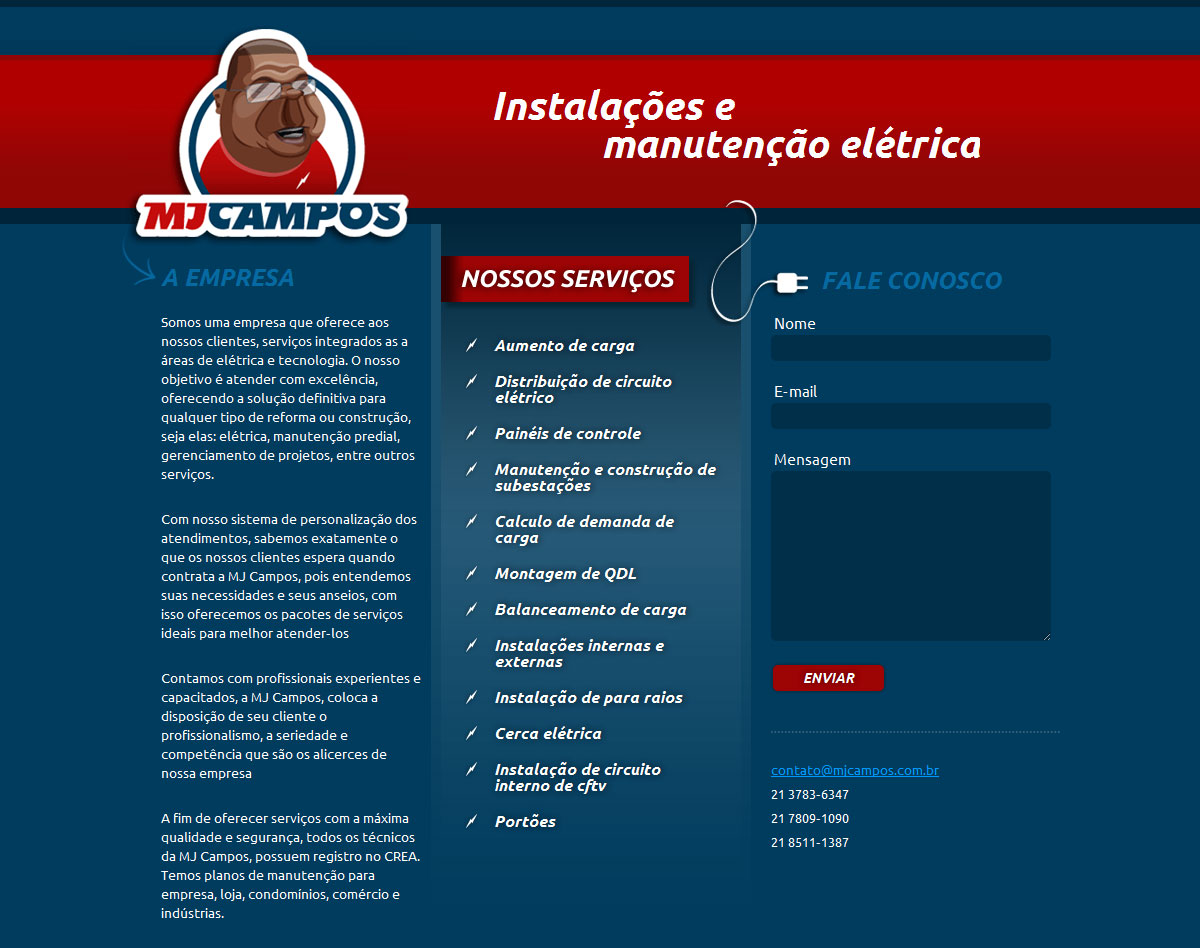 Instalações e
manutenção elétrica
MJCAMPOS
A EMPRESA
Somos uma empresa que oferece aos
nossos clientes, serviços integrados as a
áreas de elétrica e tecnologia. O nosso
objetivo é atender com excelência,
oferecendo a solução definitiva para
qualquer tipo de reforma ou construção,
seja elas: elétrica, manutenção predial,
gerenciamento de projetos, entre outros
serviços.
Com nosso sistema de personalização dos
atendimentos, sabemos exatamente o
que os nossos clientes espera quando
contrata a MJ Campos, pois entendemos
suas necessidades e seus anseios, com
isso oferecemos os pacotes de serviços
ideais para melhor atender-los
Contamos com profissionais experientes e
capacitados, a MJ Campos, coloca a
disposição de seu cliente o
profissionalismo, a seriedade e
competência que são os alicerces de
nossa empresa
A fim de oferecer serviços com a máxima
qualidade e segurança, todos os técnicos
da MJ Campos, possuem registro no CREA.
Temos planos de manutenção para
empresa, loja, condomínios, comércio e
indústrias.
NOSSOS SERVIÇOS
Aumento de carga
Distribuição de circuito
elétrico
Painéis de controle
Manutenção e construção de
subestações
Calculo de demanda de
carga
Montagem de QDL
Balanceamento de carga
Instalações internas e
externas
Instalação de para raios
Cerca elétrica
Instalação de circuito
interno de cftv
Portões
FALE CONOSCO
Nome
E-mail
Mensagem
ENVIAR
contato@mjcampos.com.br
21 3783-6347
21 7809-1090
21 8511-1387